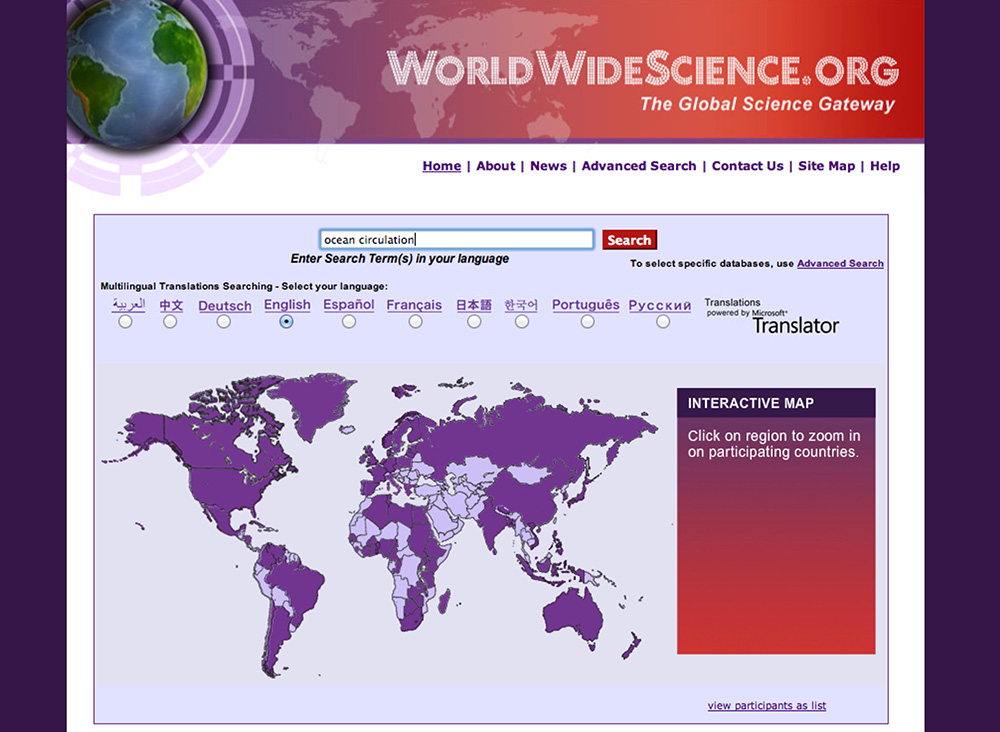 WORLDWIDESCIENCE.ORG
The Global Science Gateway
Home | About | News | Advanced Search | Contact Us | Site Map | Help
ocean circulation Search
Enter Search Term(s) in your language
To select specific databases, use Advanced Search
Multilingual Translations Searching - Select your language:
العربية 中文 Deutsch English Español Français 日本語 한국어 Português Русский
Translations
powered by Microsoft®
Translator
INTERACTIVE MAP
Click on region to zoom in
on participating countries.
view participants as list